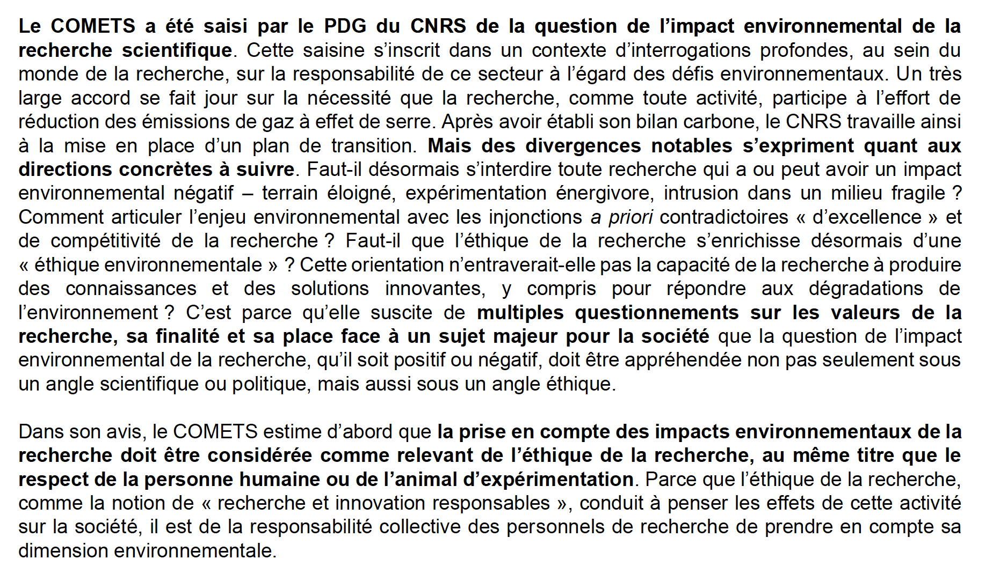 Le COMETS a été saisi par le PDG du CNRS de la question de l’impact environnemental de la
recherche scientifique. Cette saisine s’inscrit dans un contexte d’interrogations profondes, au sein du
monde de la recherche, sur la responsabilité de ce secteur à l’égard des défis environnementaux. Un très
large accord se fait jour sur la nécessité que la recherche, comme toute activité, participe à l’effort de
réduction des émissions de gaz à effet de serre. Après avoir établi son bilan carbone, le CNRS travaille ainsi
à la mise en place d’un plan de transition. Mais des divergences notables s’expriment quant aux
directions concrètes à suivre. Faut-il désormais s’interdire toute recherche qui a ou peut avoir un impact
environnemental négatif – terrain éloigné, expérimentation énergivore, intrusion dans un milieu fragile ?
Comment articuler l’enjeu environnemental avec les injonctions a priori contradictoires « d’excellence » et
de compétitivité de la recherche ? Faut-il que l’éthique de la recherche s’enrichisse désormais d’une
« éthique environnementale » ? Cette orientation n’entraverait-elle pas la capacité de la recherche à produire
des connaissances et des solutions innovantes, y compris pour répondre aux dégradations de
l’environnement ? C’est parce qu’elle suscite de multiples questionnements sur les valeurs de la
recherche, sa finalité et sa place face à un sujet majeur pour la société que la question de l’impact
environnemental de la recherche, qu’il soit positif ou négatif, doit être appréhendée non pas seulement sous
un angle scientifique ou politique, mais aussi sous un angle éthique.
Dans son avis, le COMETS estime d’abord que la prise en compte des impacts environnementaux de la
recherche doit être considérée comme relevant de l’éthique de la recherche, au même titre que le
respect de la personne humaine ou de l’animal d’expérimentation. Parce que l’éthique de la recherche,
comme la notion de « recherche et innovation responsables », conduit à penser les effets de cette activité
sur la société, il est de la responsabilité collective des personnels de recherche de prendre en compte sa
dimension environnementale.